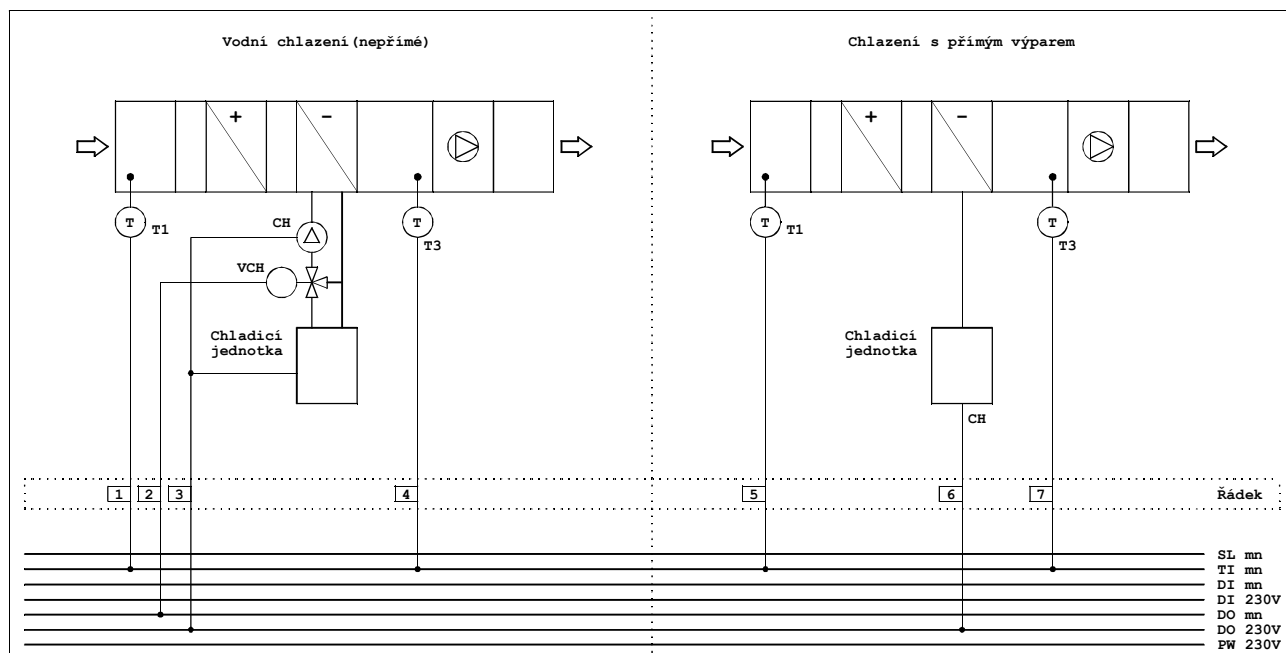 Vodní chlazení(nepřímé)
Chlazení s přímým výparem
+
-
+
-
T
T1
CH
T
T3
T
T1
T
T3
VCH
Chladicí
jednotka
Chladicí
jednotka
CH
1
2
3
4
5
6
7
Řádek
SL mn
TI mn
DI mn
DI 230V
DO mn
DO 230V
PW 230V